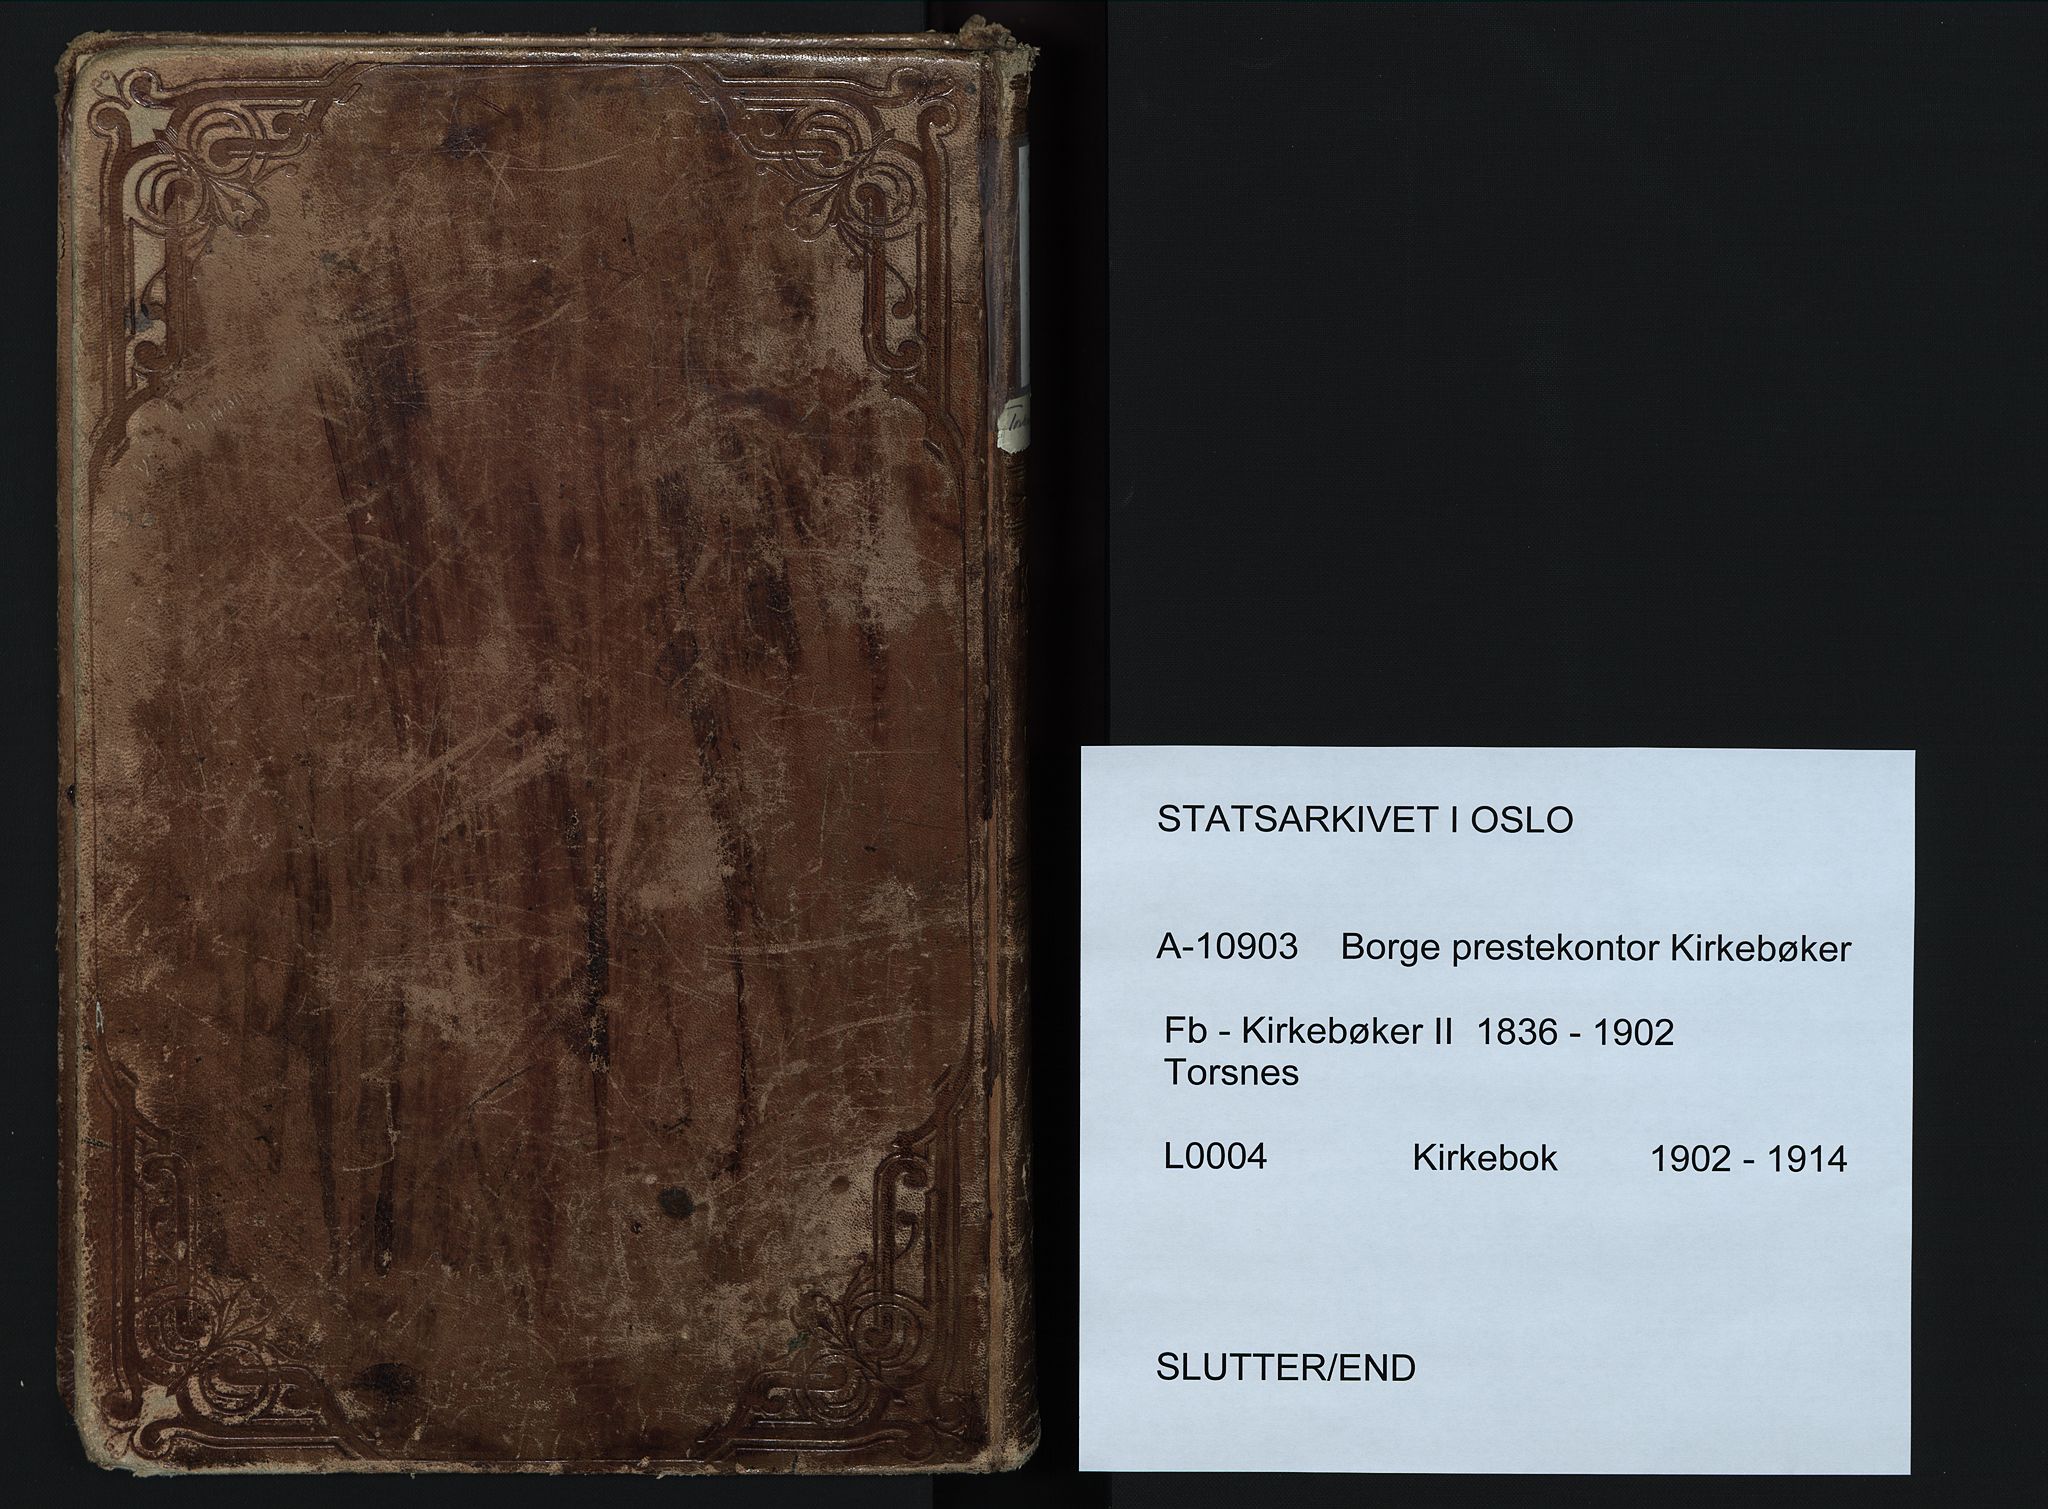 STATSARKIVET I OSLO
A-10903 Borge prestekontor Kirkebøker
Fb - Kirkebøker II 1836 - 1902
Torsnes
L0004 Kirkebok 1902 - 1914
SLUTTER/END